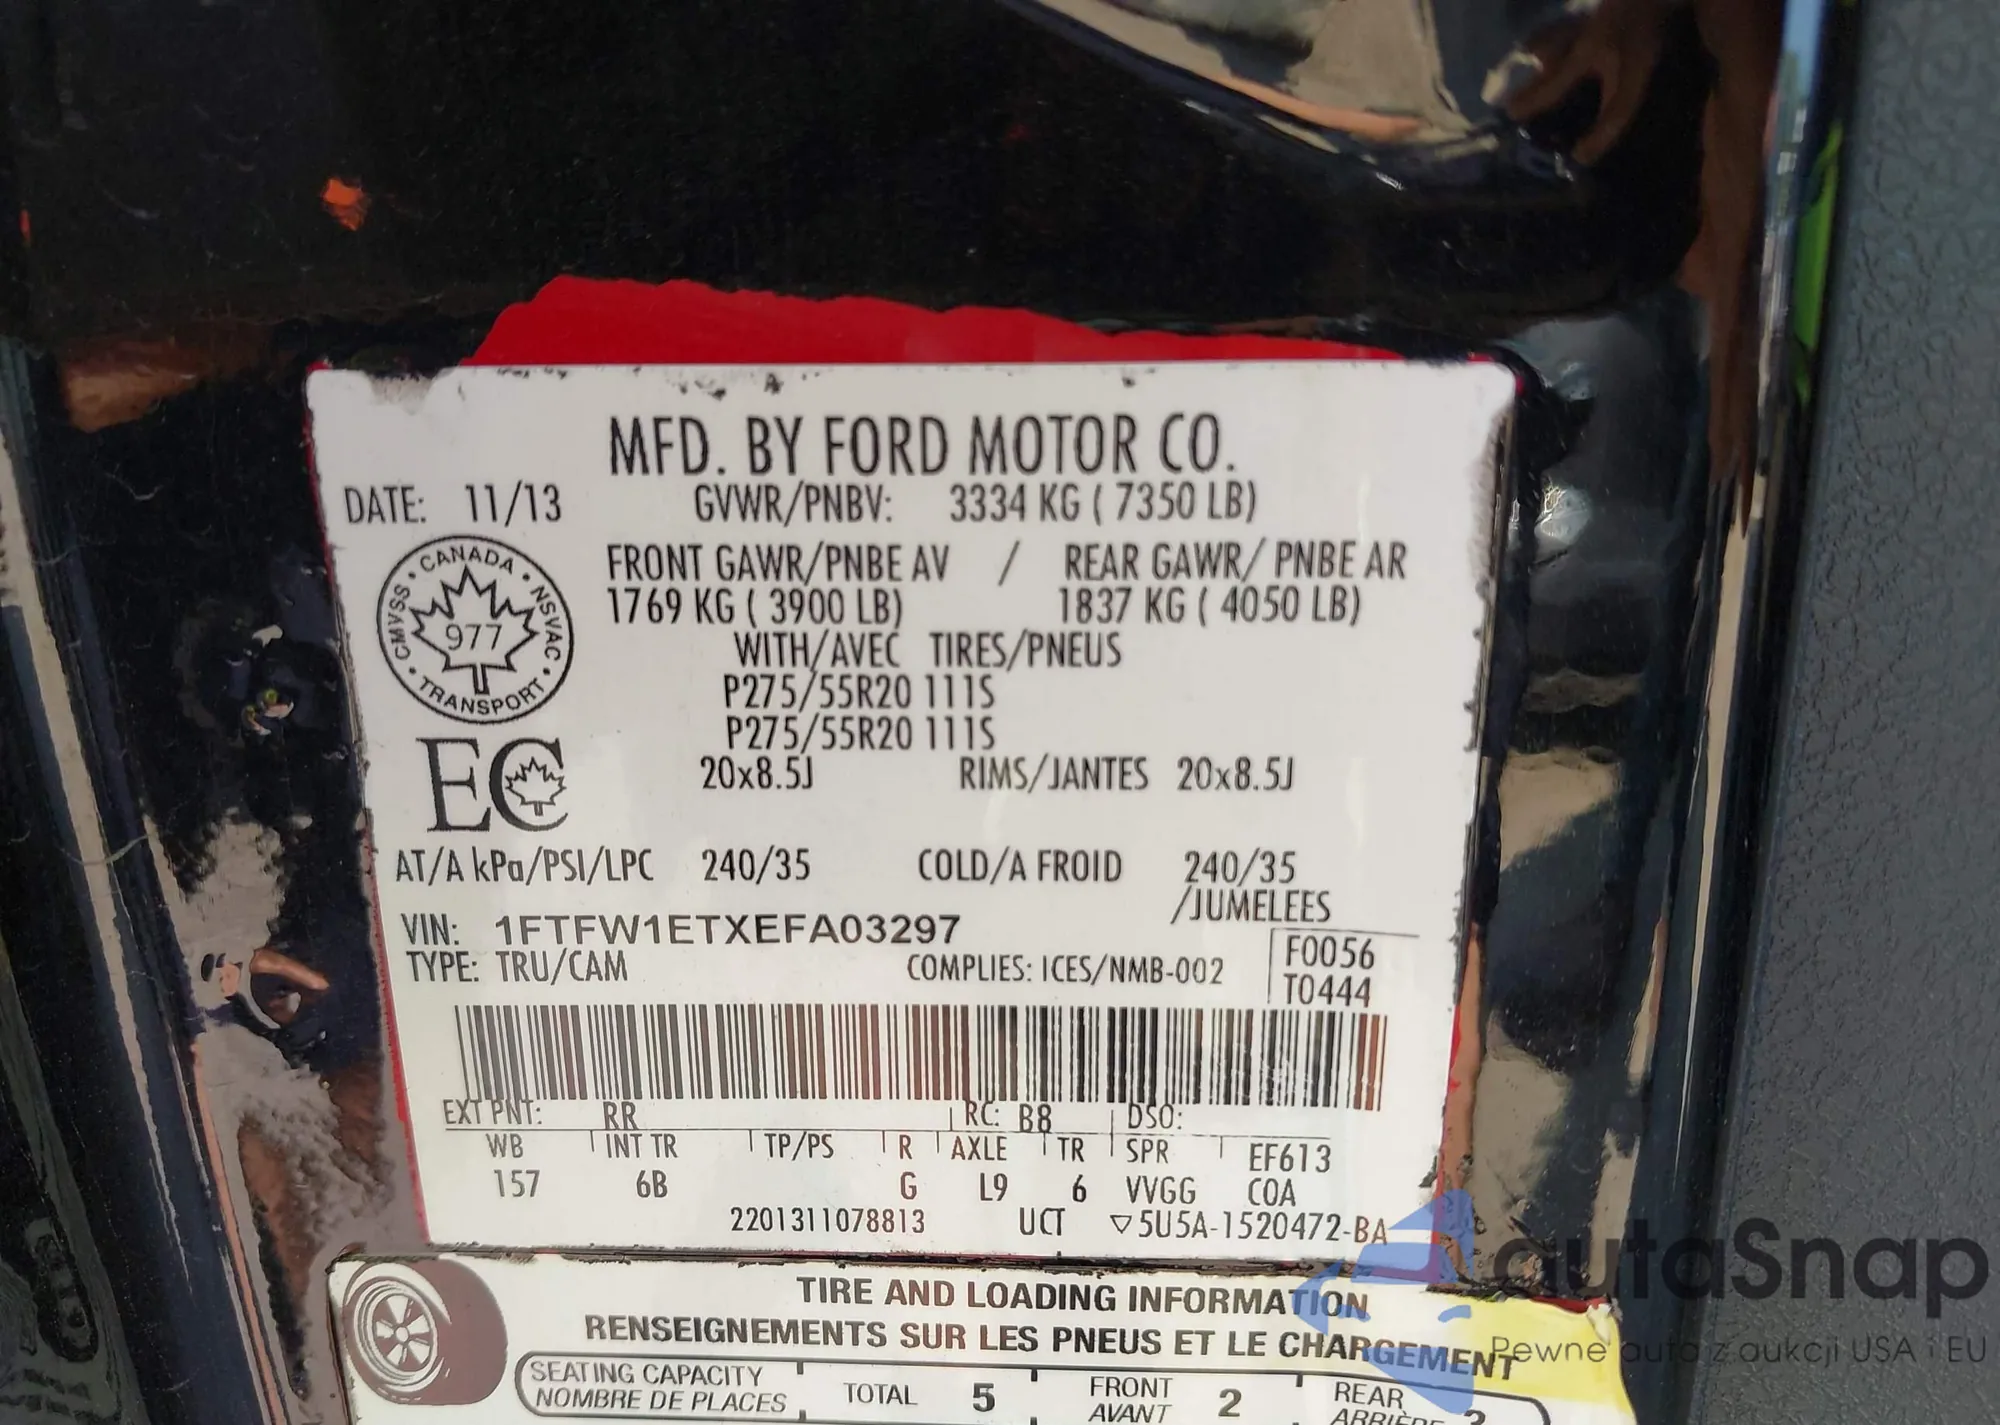 MFD. BY FORD MOTOR CO.
DATE: 11/13 GVWR/PNBV: 3334 KG ( 7350 LB)
FRONT GAWR/PNBE AV / REAR GAWR/ PNBE AR
1769 KG ( 3900 LB) 1837 KG ( 4050 LB)
WITH/AVEC TIRES/PNEUS
P275/55R20 111S
P275/55R20 111S
20x8.5J RIMS/JANTES 20x8.5J
CANADA · NSVAC · TRANSPORT · CMVSS ·
977
EC
AT/A kPa/PSI/LPC 240/35 COLD/A FROID 240/35
/JUMELEES
VIN: 1FTFW1ETXEFA03297
TYPE: TRU/CAM COMPLIES: ICES/NMB-002
F0056
T0444
EXT PNT: RR RC: B8 DSO:
WB INT TR TP/PS R AXLE TR SPR EF613
157 6B G L9 6 VVGG COA
2201311078813 UCT ▽5U5A-1520472-BA
TIRE AND LOADING INFORMATION
RENSEIGNEMENTS SUR LES PNEUS ET LE CHARGEMENT
SEATING CAPACITY
NOMBRE DE PLACES
TOTAL 5
FRONT
AVANT
2
REAR
ARRIÈRE
autaSnap
Pewne auta z aukcji USA i EU